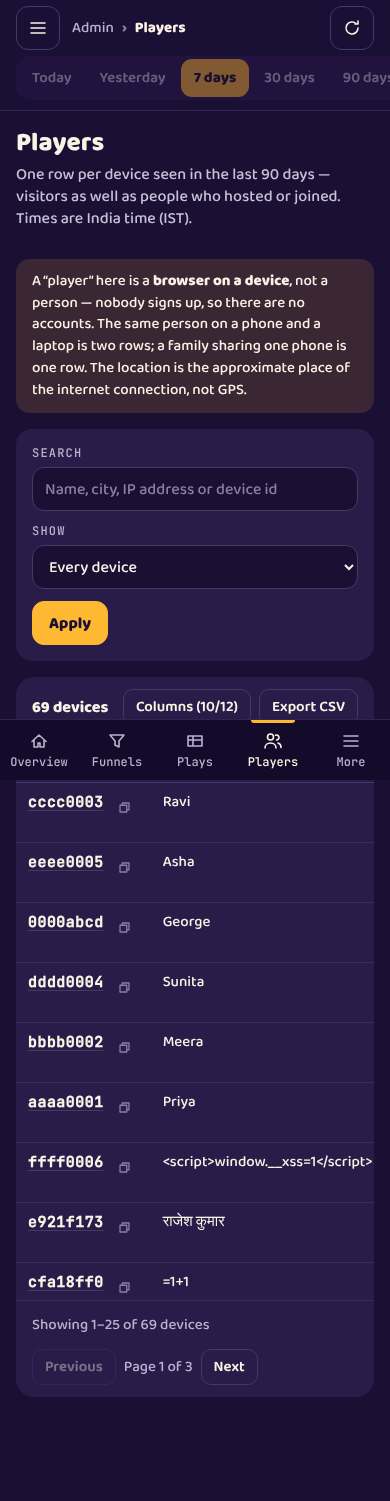 Admin › Players
Today Yesterday 7 days 30 days 90 days
Players
One row per device seen in the last 90 days —
visitors as well as people who hosted or joined.
Times are India time (IST).
A "player" here is a browser on a device, not a
person — nobody signs up, so there are no
accounts. The same person on a phone and a
laptop is two rows; a family sharing one phone is
one row. The location is the approximate place of
the internet connection, not GPS.
SEARCH
Name, city, IP address or device id
SHOW
Every device
Apply
69 devices Columns (10/12) Export CSV
Overview Funnels Plays Players More
cccc0003 Ravi
eeee0005 Asha
0000abcd George
dddd0004 Sunita
bbbb0002 Meera
aaaa0001 Priya
ffff0006 <script>window.__xss=1</script>
e921f173 राजेश कुमार
cfa18ff0 =1+1
Showing 1–25 of 69 devices
Previous Page 1 of 3 Next